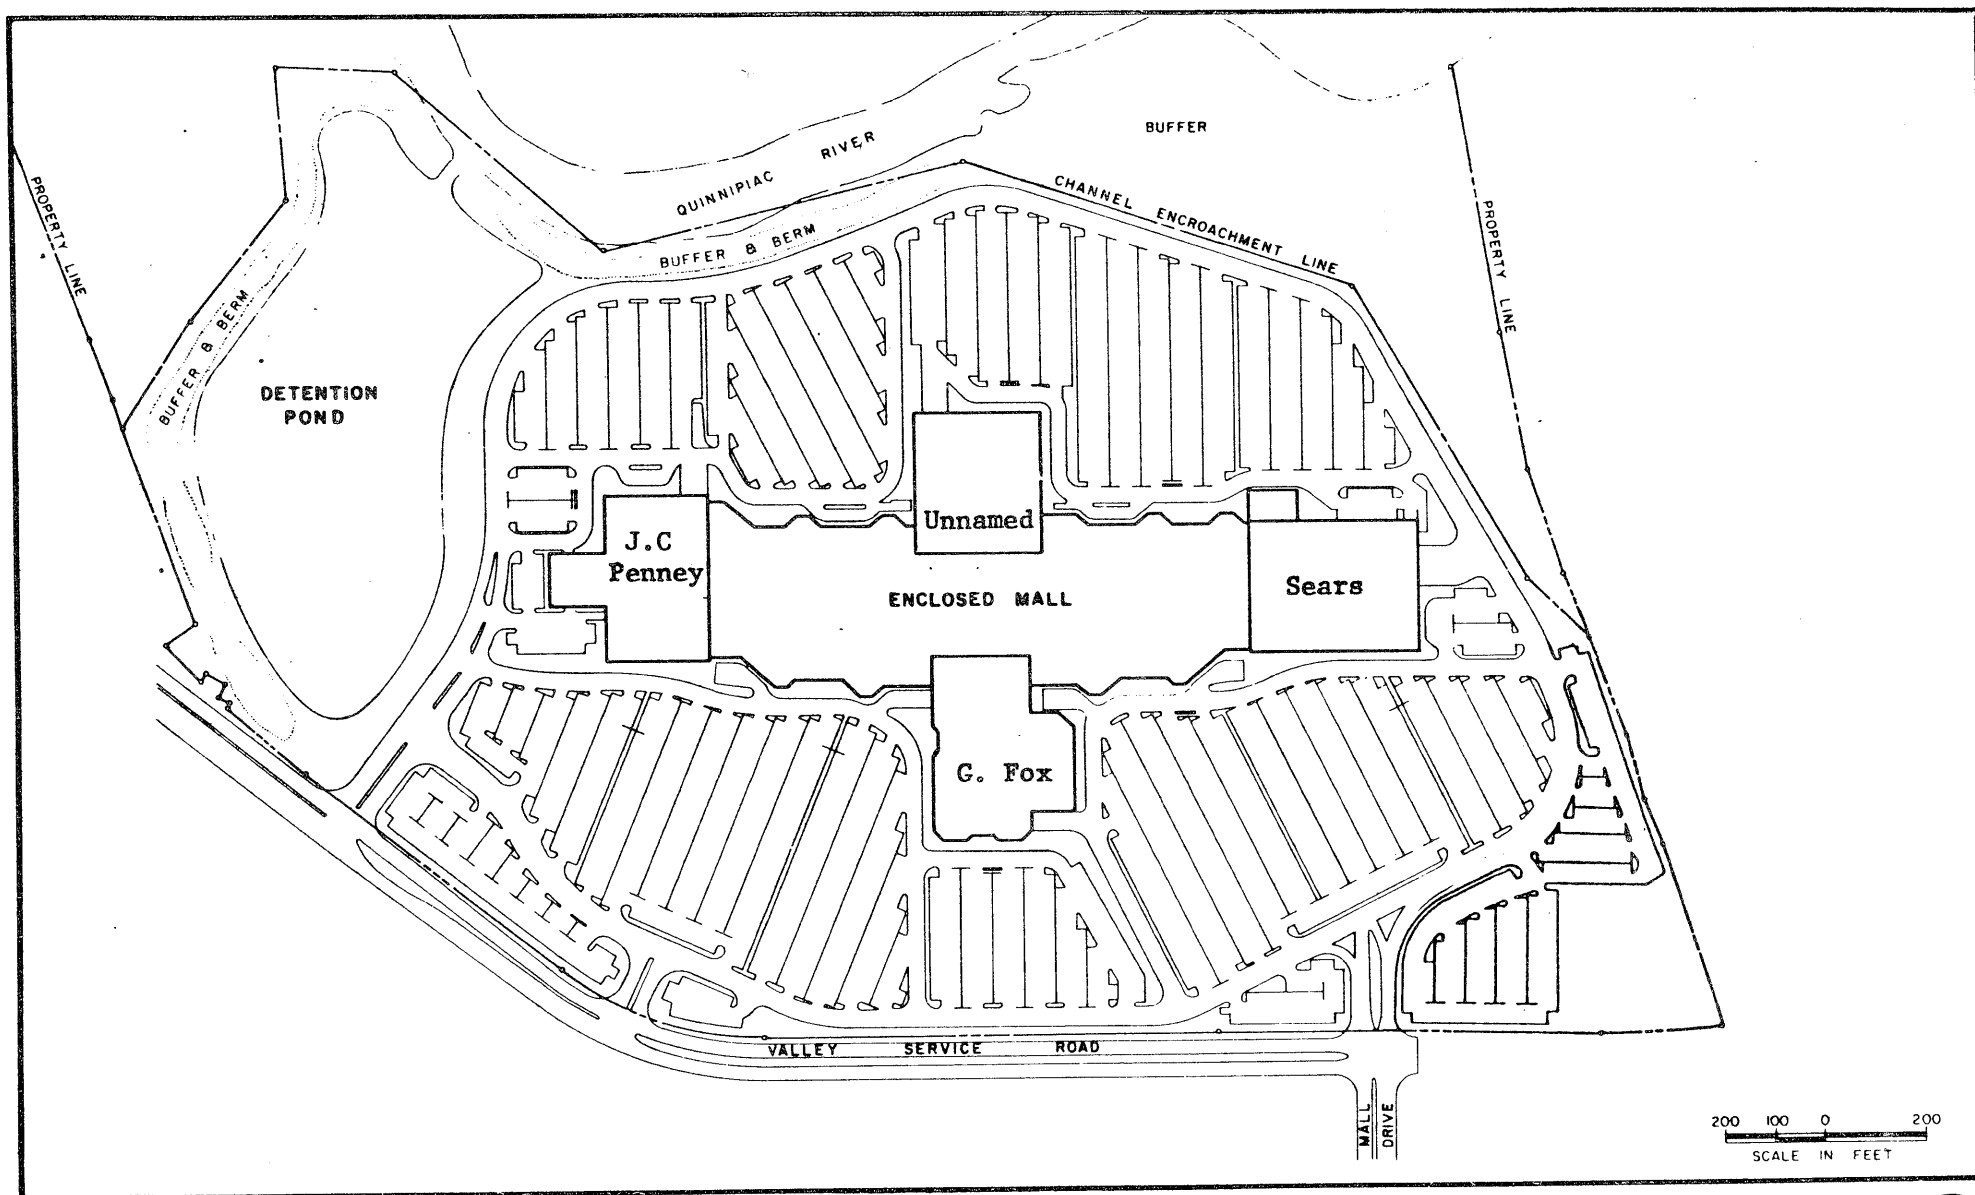 BUFFER
RIVER
QUINNIPIAC
CHANNEL ENCROACHMENT LINE
PROPERTY LINE
PROPERTY LINE
BUFFER & BERM
BUFFER & BERM
DETENTION
POND
Unnamed
J.C
Penney
Sears
ENCLOSED MALL
G. Fox
VALLEY SERVICE ROAD
MALL
DRIVE
200 100 0 200
SCALE IN FEET